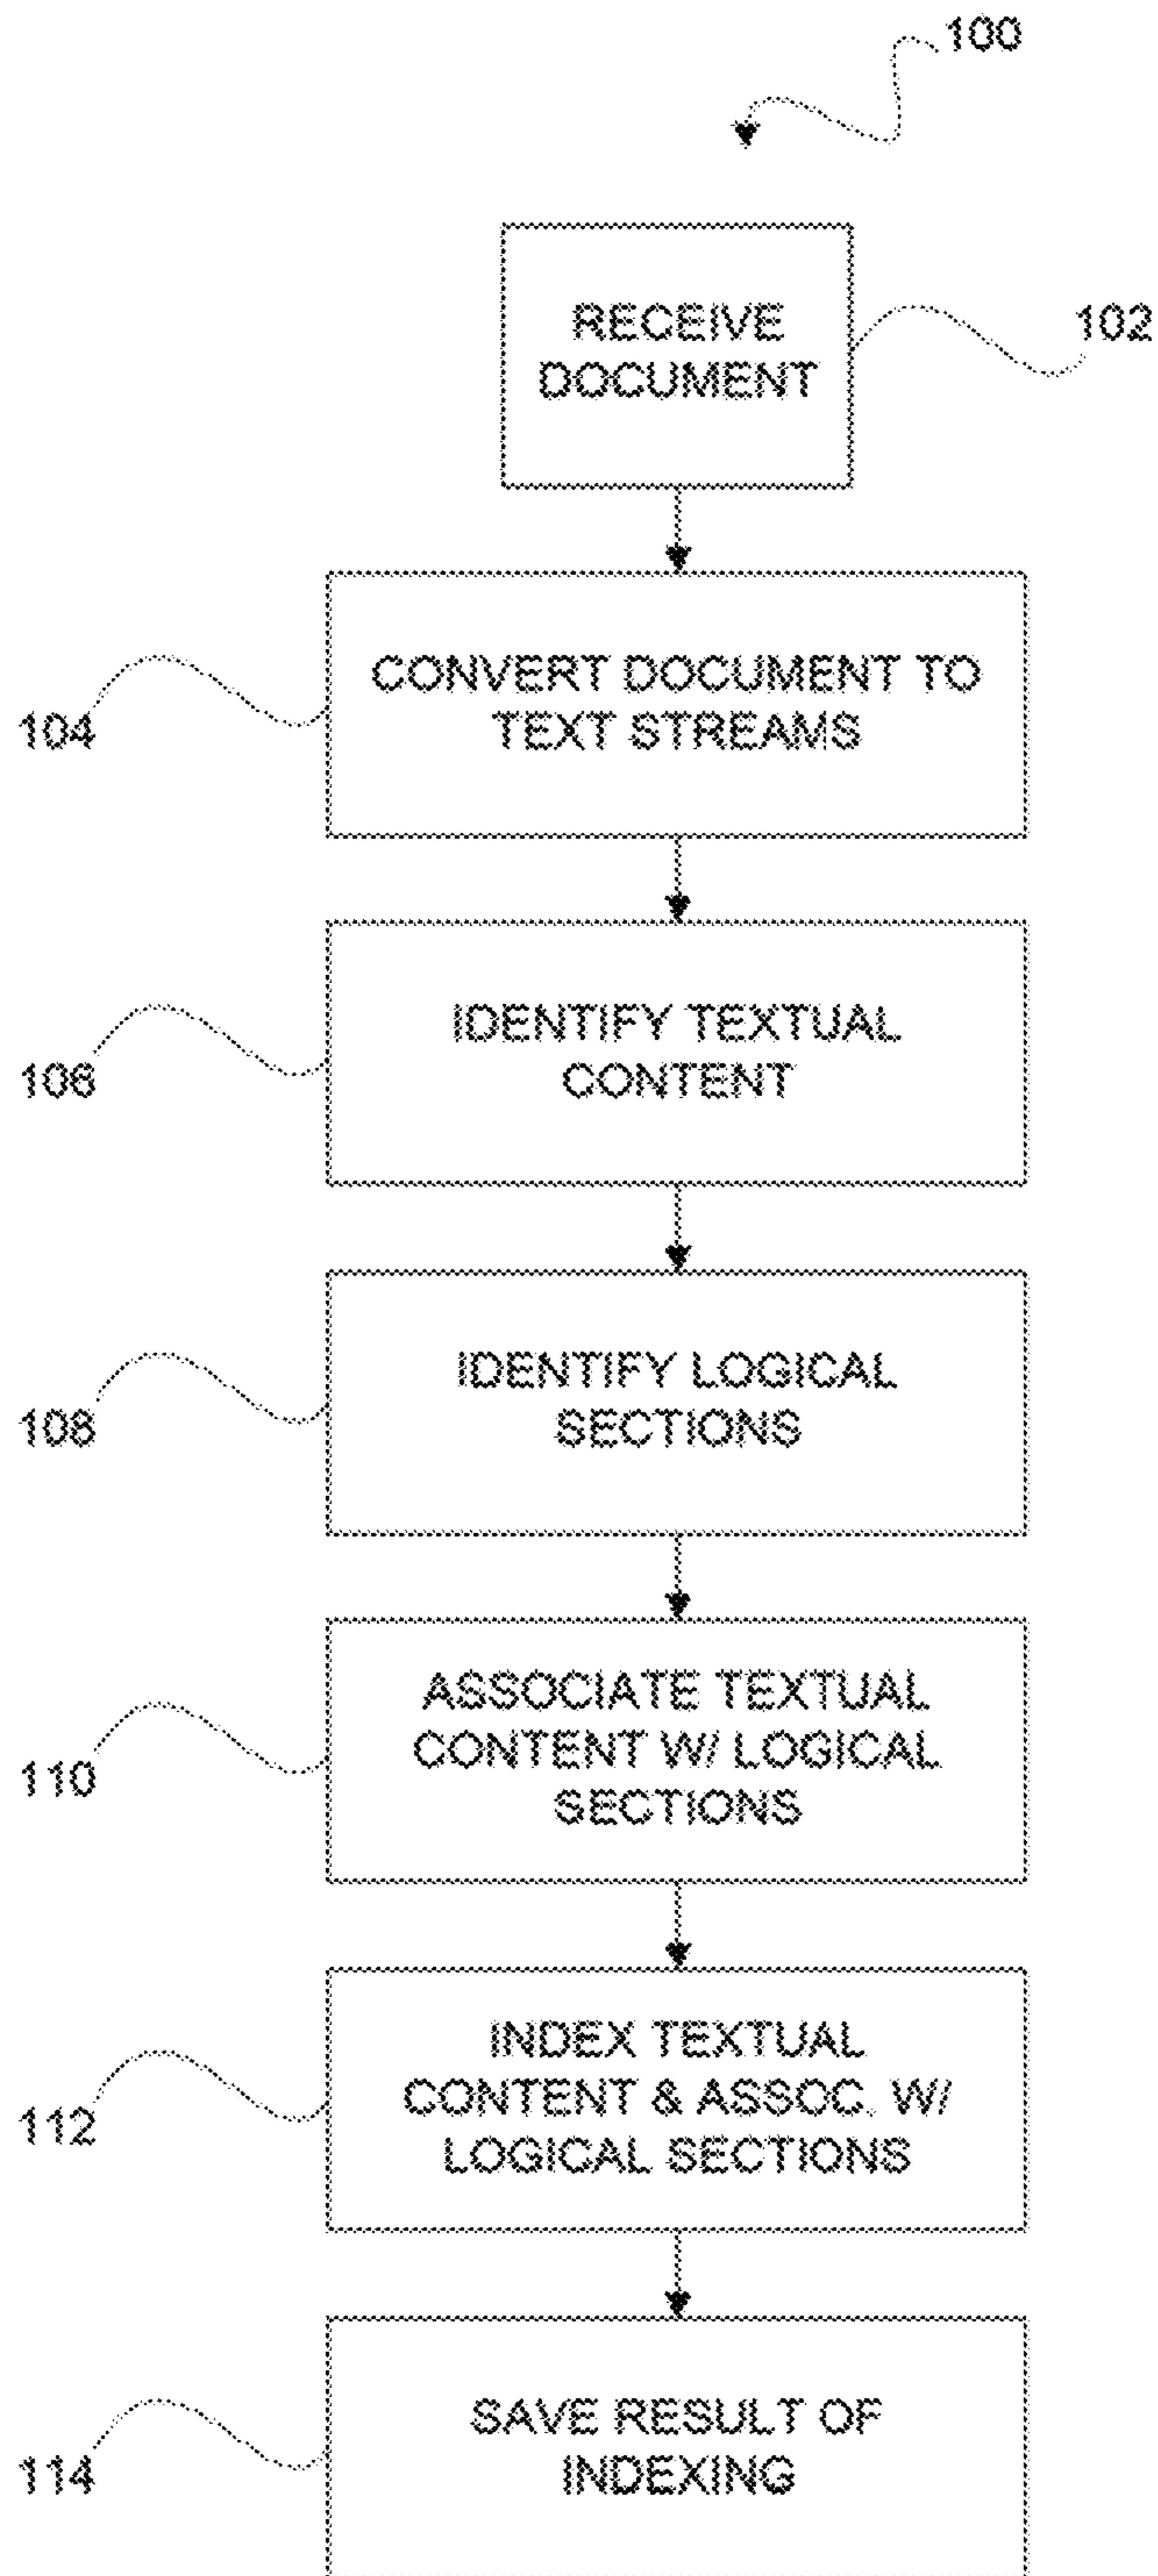 100
RECEIVE
DOCUMENT
102
CONVERT DOCUMENT TO
TEXT STREAMS
104
IDENTIFY TEXTUAL
CONTENT
106
IDENTIFY LOGICAL
SECTIONS
108
ASSOCIATE TEXTUAL
CONTENT W/ LOGICAL
SECTIONS
110
INDEX TEXTUAL
CONTENT & ASSOC. W/
LOGICAL SECTIONS
112
SAVE RESULT OF
INDEXING
114